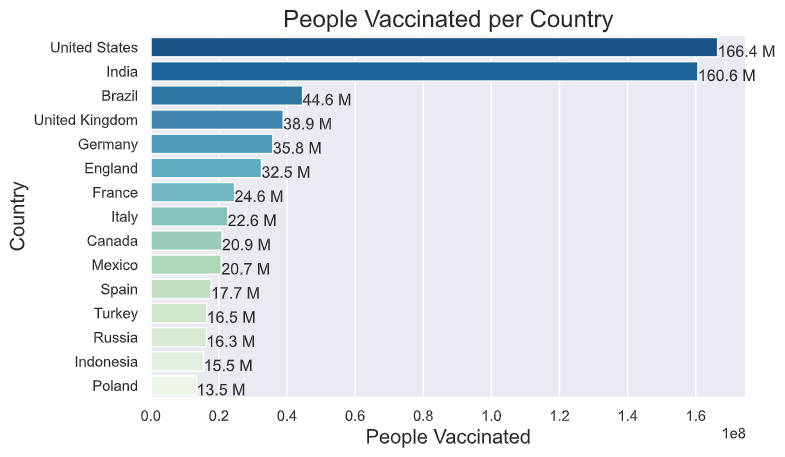 People Vaccinated per Country
United States 166.4 M
India 160.6 M
Brazil 44.6 M
United Kingdom 38.9 M
Germany 35.8 M
England 32.5 M
France 24.6 M
Italy 22.6 M
Canada 20.9 M
Mexico 20.7 M
Spain 17.7 M
Turkey 16.5 M
Russia 16.3 M
Indonesia 15.5 M
Poland 13.5 M
Country
0.0 0.2 0.4 0.6 0.8 1.0 1.2 1.4 1.6
1e8
People Vaccinated